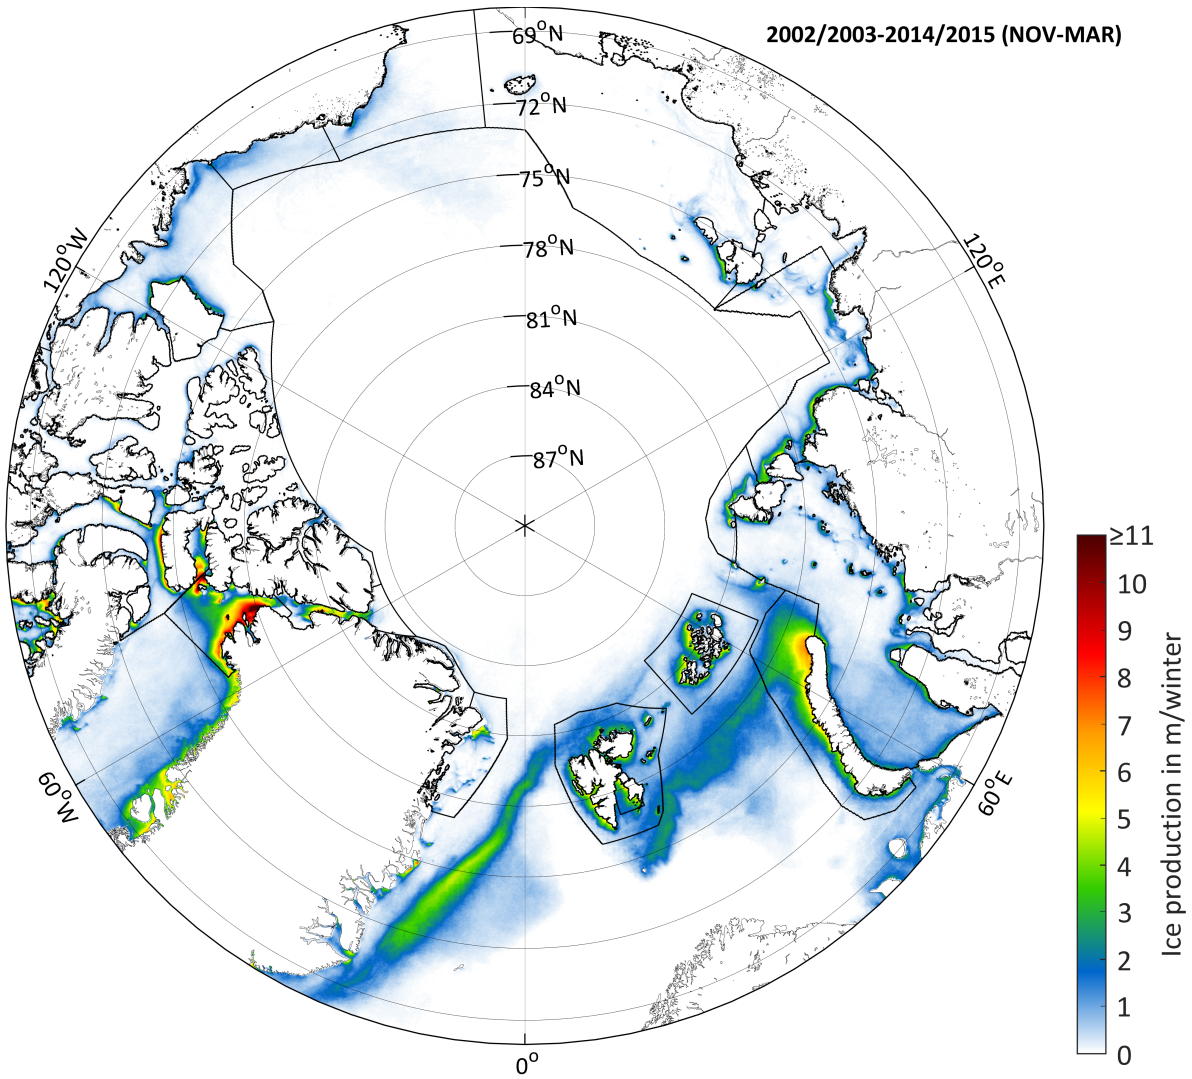 2002/2003-2014/2015 (NOV-MAR)
69°N
72°N
75°N
78°N
81°N
84°N
87°N
120°W
120°E
60°W
60°E
0°
≥11
10
9
8
7
6
5
4
3
2
1
0
Ice production in m/winter